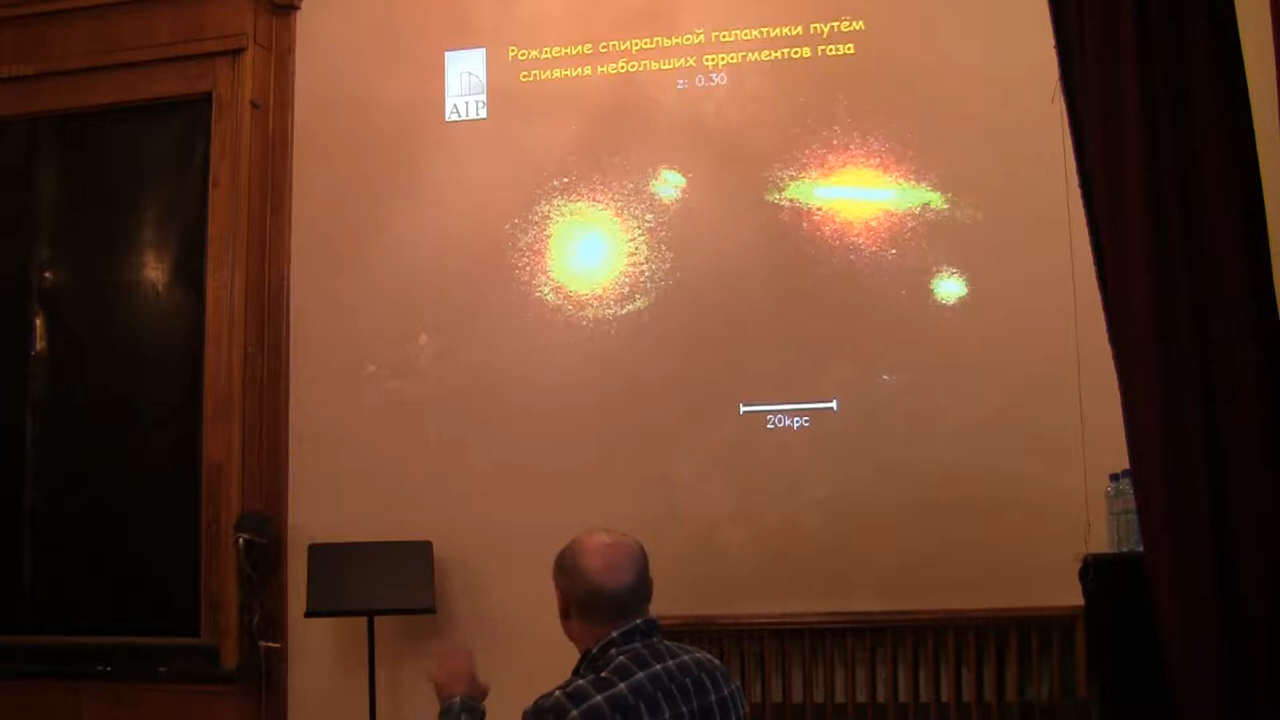 Рождение спиральной галактики путём
слияния небольших фрагментов газа
z: 0.30
AIP
20kpc